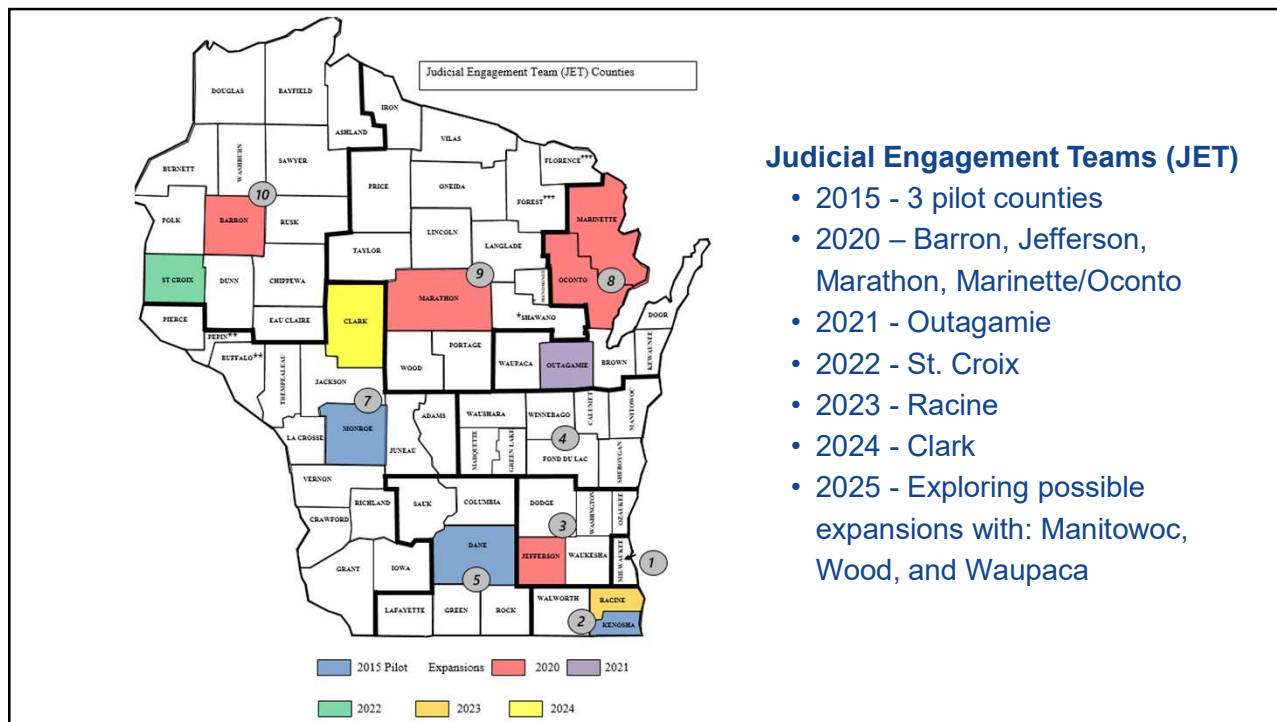 Judicial Engagement Team (JET) Counties
DOUGLAS
BAYFIELD
ASHLAND
IRON
VILAS
FLORENCE***
BURNETT
WASHBURN
SAWYER
PRICE
ONEIDA
FOREST***
MARINETTE
10
POLK
BARRON
RUSK
TAYLOR
LINCOLN
LANGLADE
OCONTO
8
9
MENOMINEE
ST CROIX
DUNN
CHIPPEWA
CLARK
MARATHON
*SHAWANO
DOOR
PIERCE
EAU CLAIRE
PEPIN**
BUFFALO**
TREMPEALEAU
JACKSON
WOOD
PORTAGE
WAUPACA
OUTAGAMIE
BROWN
KEWAUNEE
7
LA CROSSE
MONROE
JUNEAU
ADAMS
WAUSHARA
WINNEBAGO
CALUMET
MANITOWOC
4
MARQUETTE
GREEN LAKE
FOND DU LAC
SHEBOYGAN
VERNON
RICHLAND
CRAWFORD
SAUK
COLUMBIA
DODGE
WASHINGTON
OZAUKEE
3
GRANT
IOWA
DANE
5
JEFFERSON
WAUKESHA
MILWAUKEE
1
LAFAYETTE
GREEN
ROCK
WALWORTH
2
RACINE
KENOSHA
2015 Pilot Expansions 2020 2021
2022 2023 2024
Judicial Engagement Teams (JET)
• 2015 - 3 pilot counties
• 2020 – Barron, Jefferson,
Marathon, Marinette/Oconto
• 2021 - Outagamie
• 2022 - St. Croix
• 2023 - Racine
• 2024 - Clark
• 2025 - Exploring possible
expansions with: Manitowoc,
Wood, and Waupaca